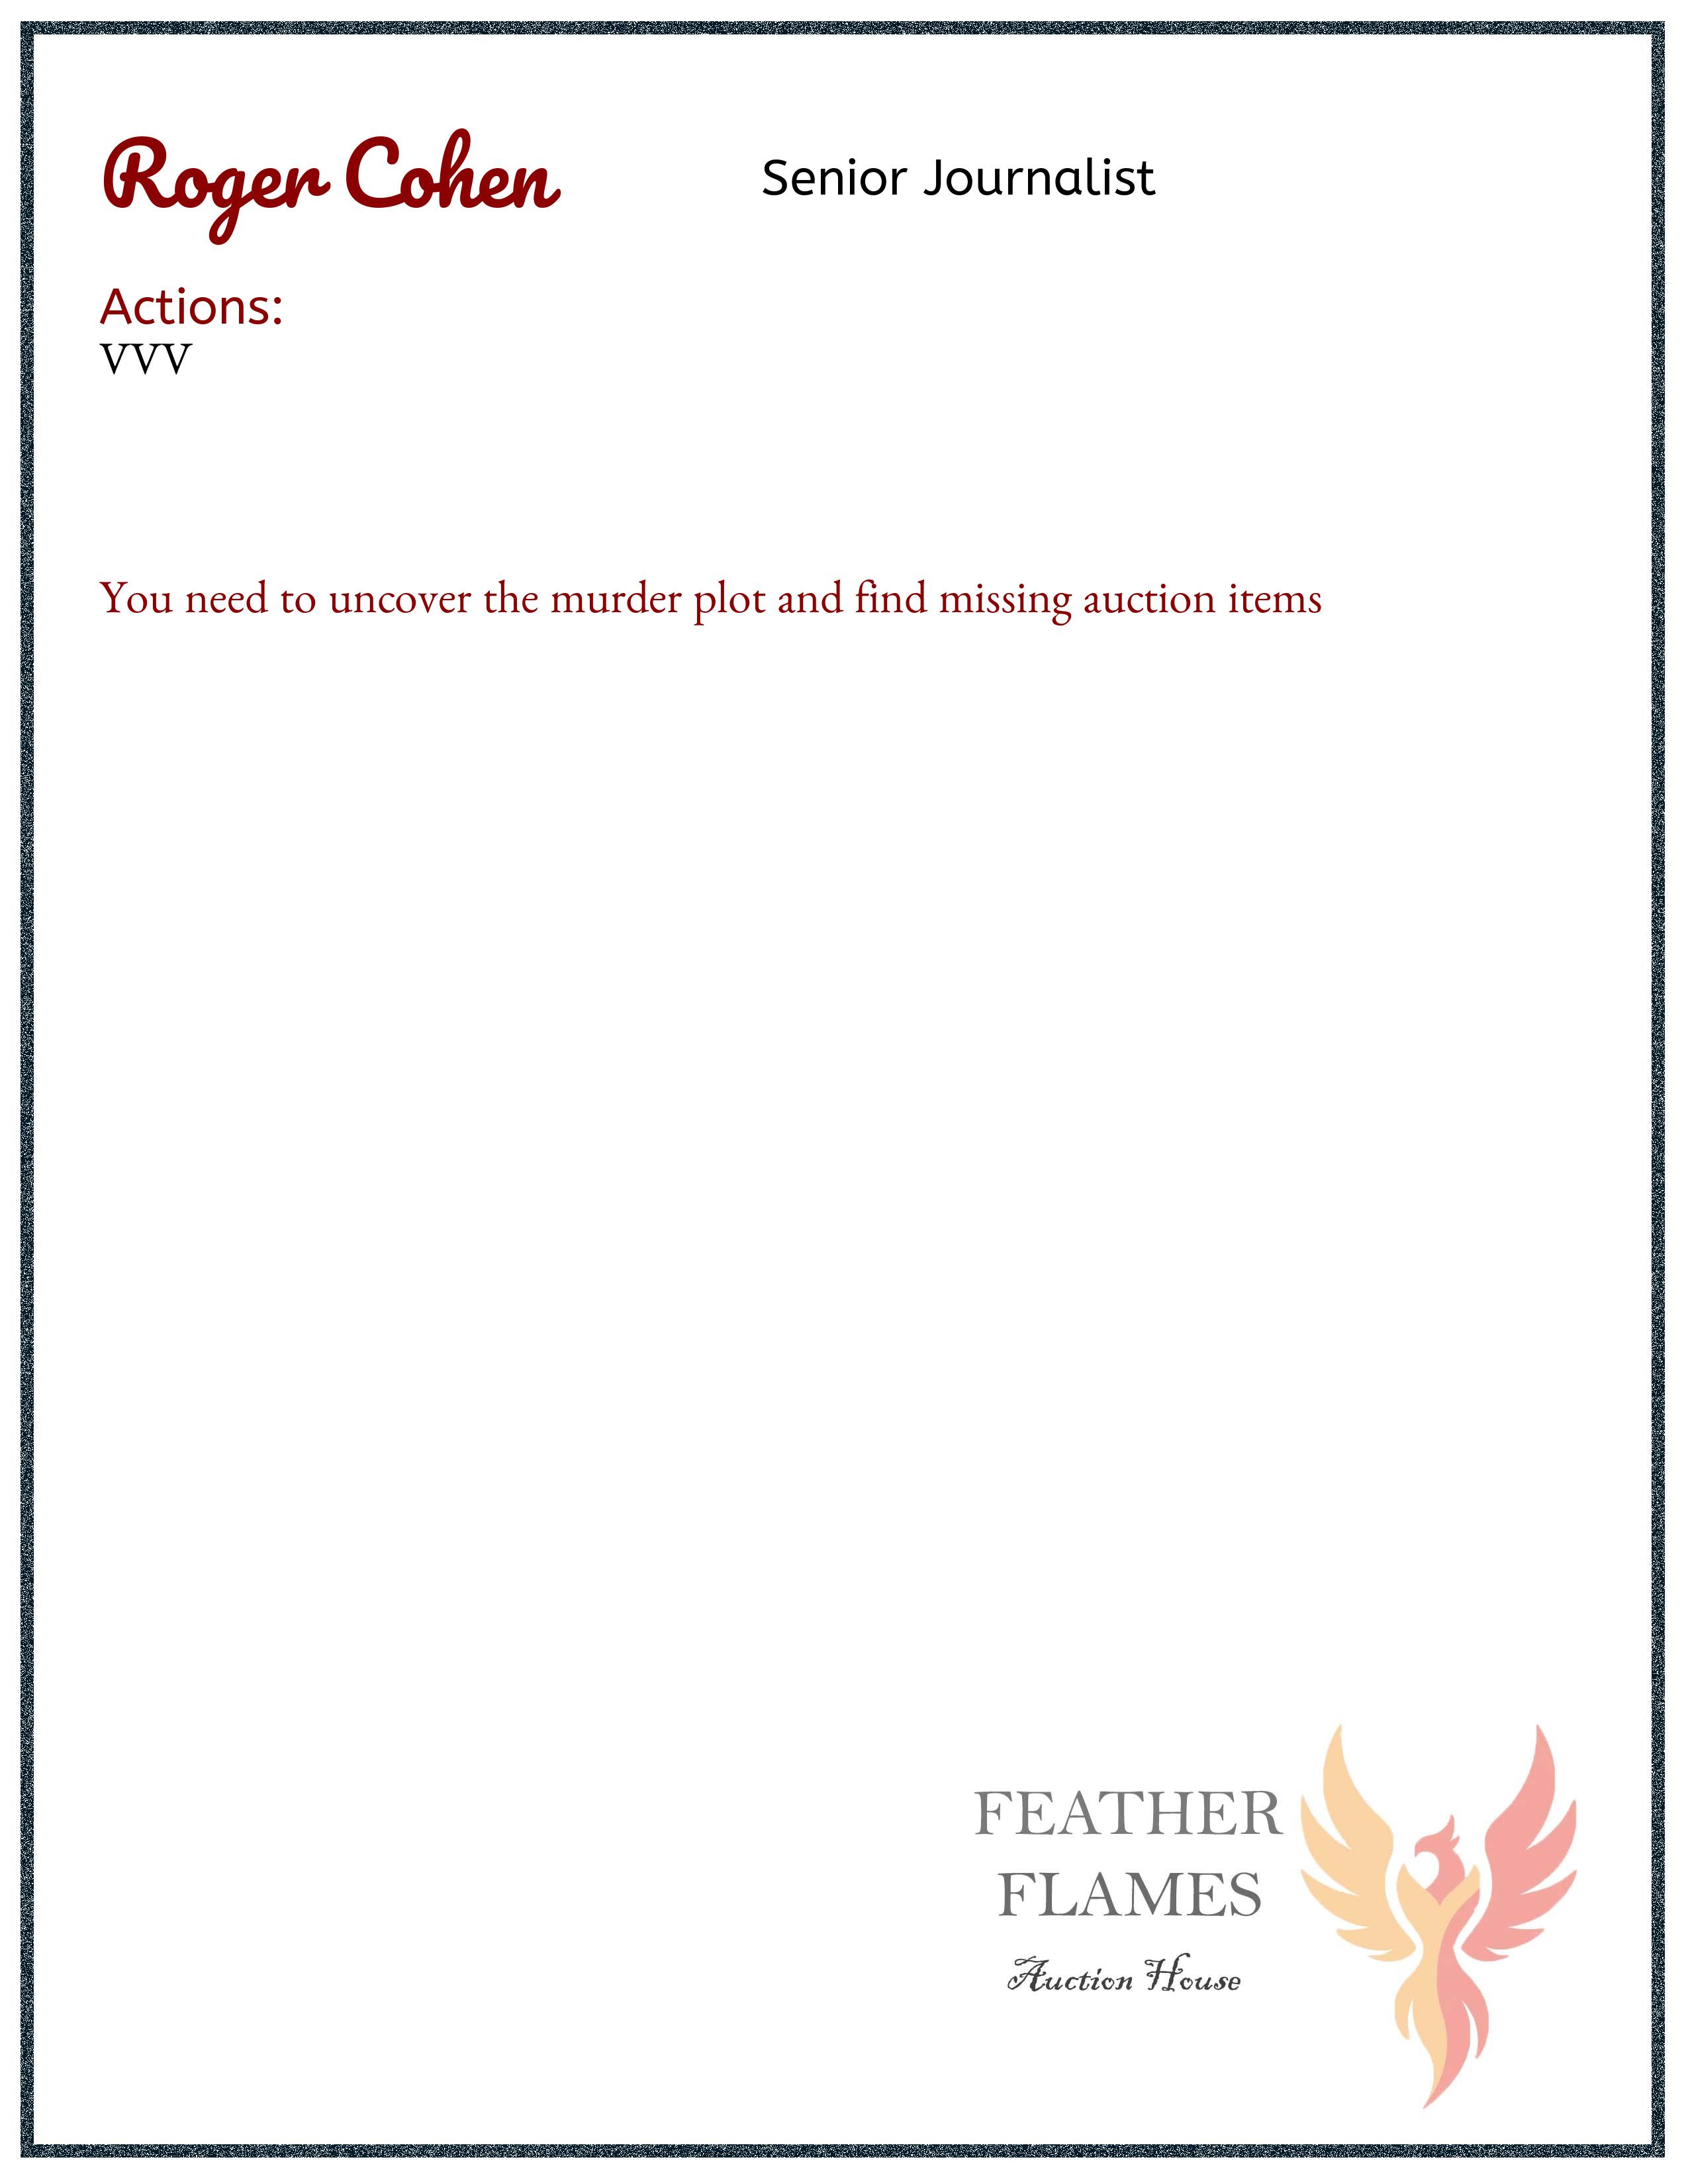 Roger Cohen
Senior Journalist
Actions:
VVV
You need to uncover the murder plot and find missing auction items
FEATHER
FLAMES
Auction House